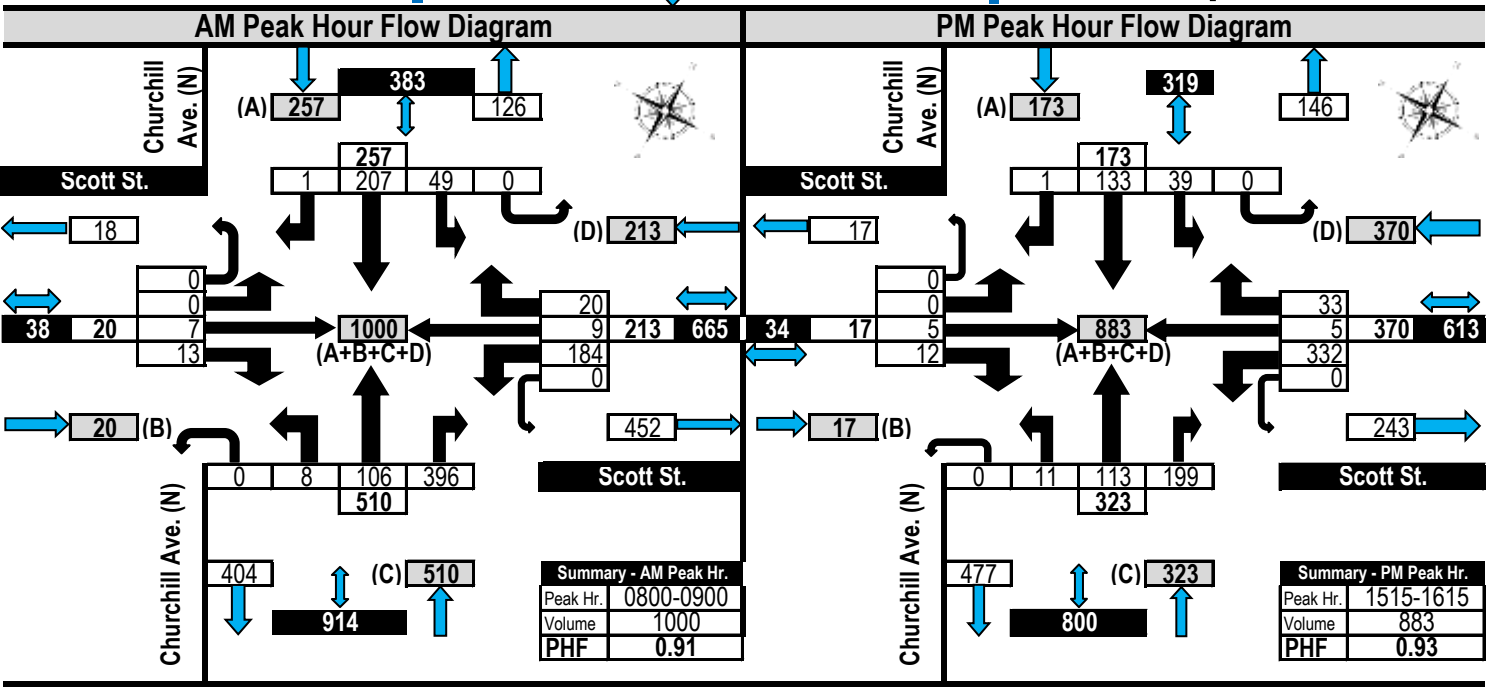 AM Peak Hour Flow Diagram
Churchill
Ave. (N)
383
(A) 257
126
257
1 207 49 0
Scott St.
18
(D) 213
0
0
38 20 7
13
1000
(A+B+C+D)
20
9 213 665
184
0
20 (B)
452
0 8 106 396
510
Scott St.
Churchill Ave. (N)
404
(C) 510
914
Summary - AM Peak Hr.
Peak Hr. 0800-0900
Volume 1000
PHF 0.91
PM Peak Hour Flow Diagram
Churchill
Ave. (N)
319
(A) 173
146
173
1 133 39 0
Scott St.
17
(D) 370
0
0
34 17 5
12
883
(A+B+C+D)
33
5 370 613
332
0
17 (B)
243
0 11 113 199
323
Scott St.
Churchill Ave. (N)
477
(C) 323
800
Summary - PM Peak Hr.
Peak Hr. 1515-1615
Volume 883
PHF 0.93